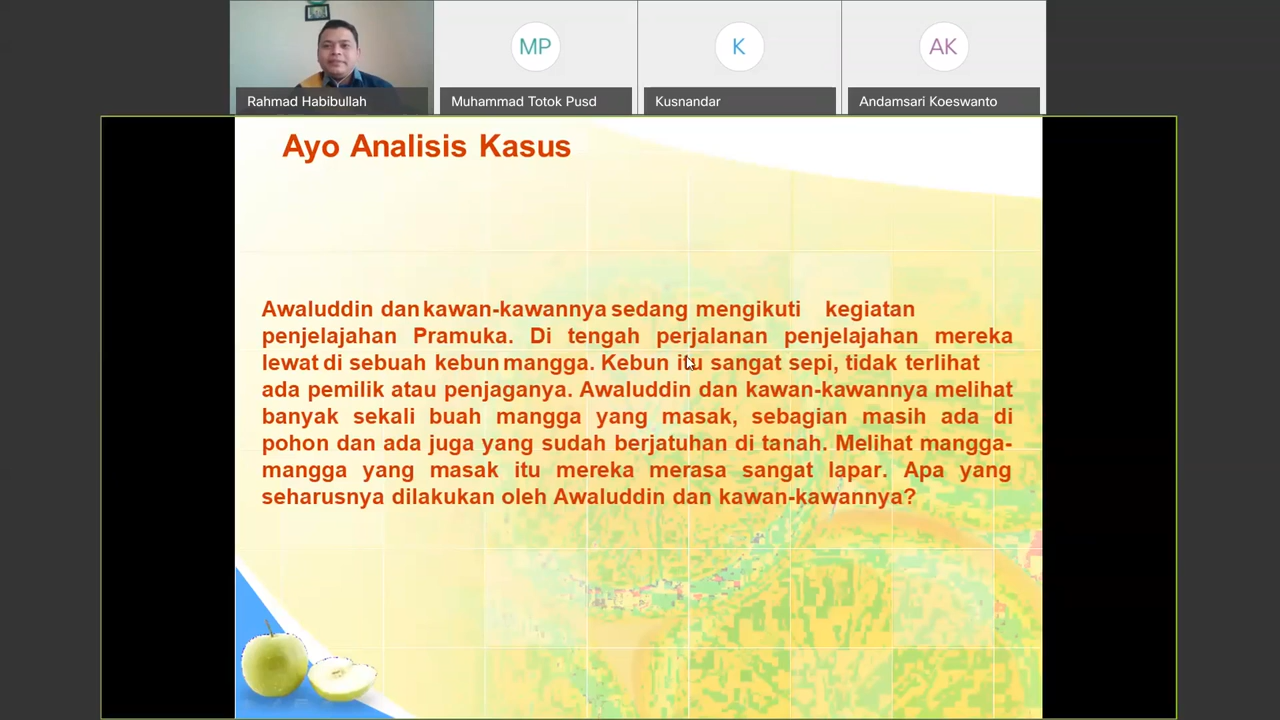 MP
K
AK
Rahmad Habibullah
Muhammad Totok Pusd
Kusnandar
Andamsari Koeswanto
Ayo Analisis Kasus
Awaluddin dan kawan-kawannya sedang mengikuti kegiatan
penjelajahan Pramuka. Di tengah perjalanan penjelajahan mereka
lewat di sebuah kebun mangga. Kebun itu sangat sepi, tidak terlihat
ada pemilik atau penjaganya. Awaluddin dan kawan-kawannya melihat
banyak sekali buah mangga yang masak, sebagian masih ada di
pohon dan ada juga yang sudah berjatuhan di tanah. Melihat mangga-
mangga yang masak itu mereka merasa sangat lapar. Apa yang
seharusnya dilakukan oleh Awaluddin dan kawan-kawannya?